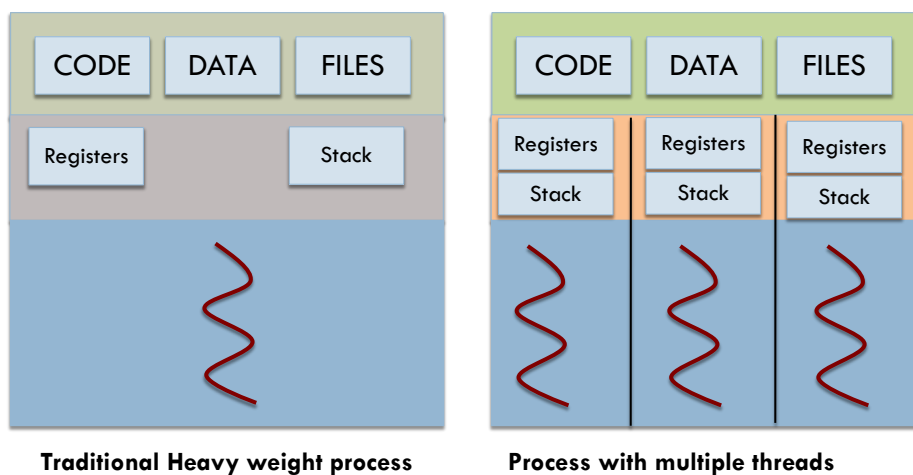 CODE DATA FILES
Registers Stack
Traditional Heavy weight process
CODE DATA FILES
Registers Registers Registers
Stack Stack Stack
Process with multiple threads